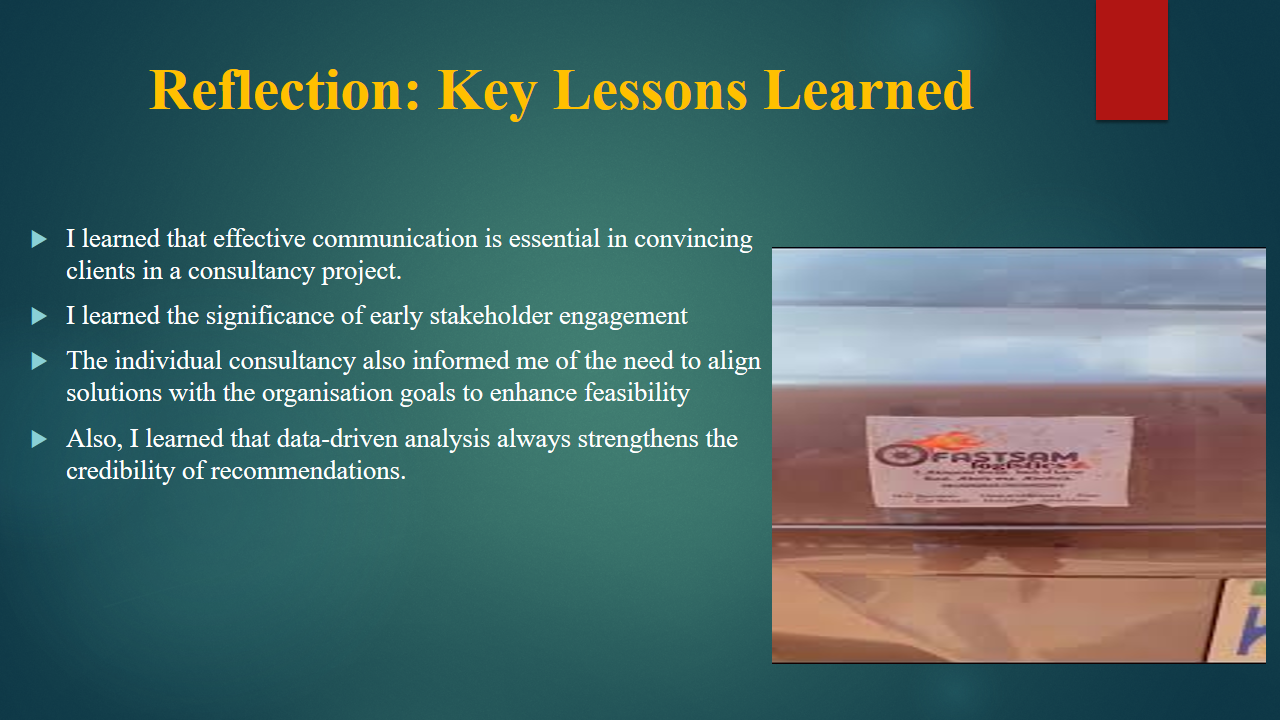 Reflection: Key Lessons Learned
I learned that effective communication is essential in convincing
clients in a consultancy project.
I learned the significance of early stakeholder engagement
The individual consultancy also informed me of the need to align
solutions with the organisation goals to enhance feasibility
Also, I learned that data-driven analysis always strengthens the
credibility of recommendations.
FASTSAM
logistics